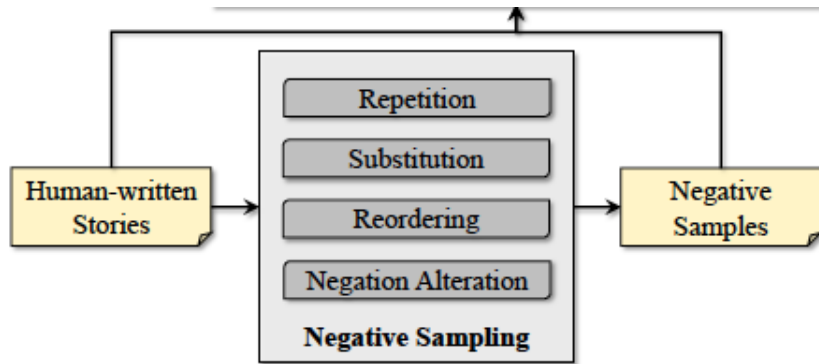 Repetition
Substitution
Human-written
Stories
Reordering
Negation Alteration
Negative Sampling
Negative
Samples